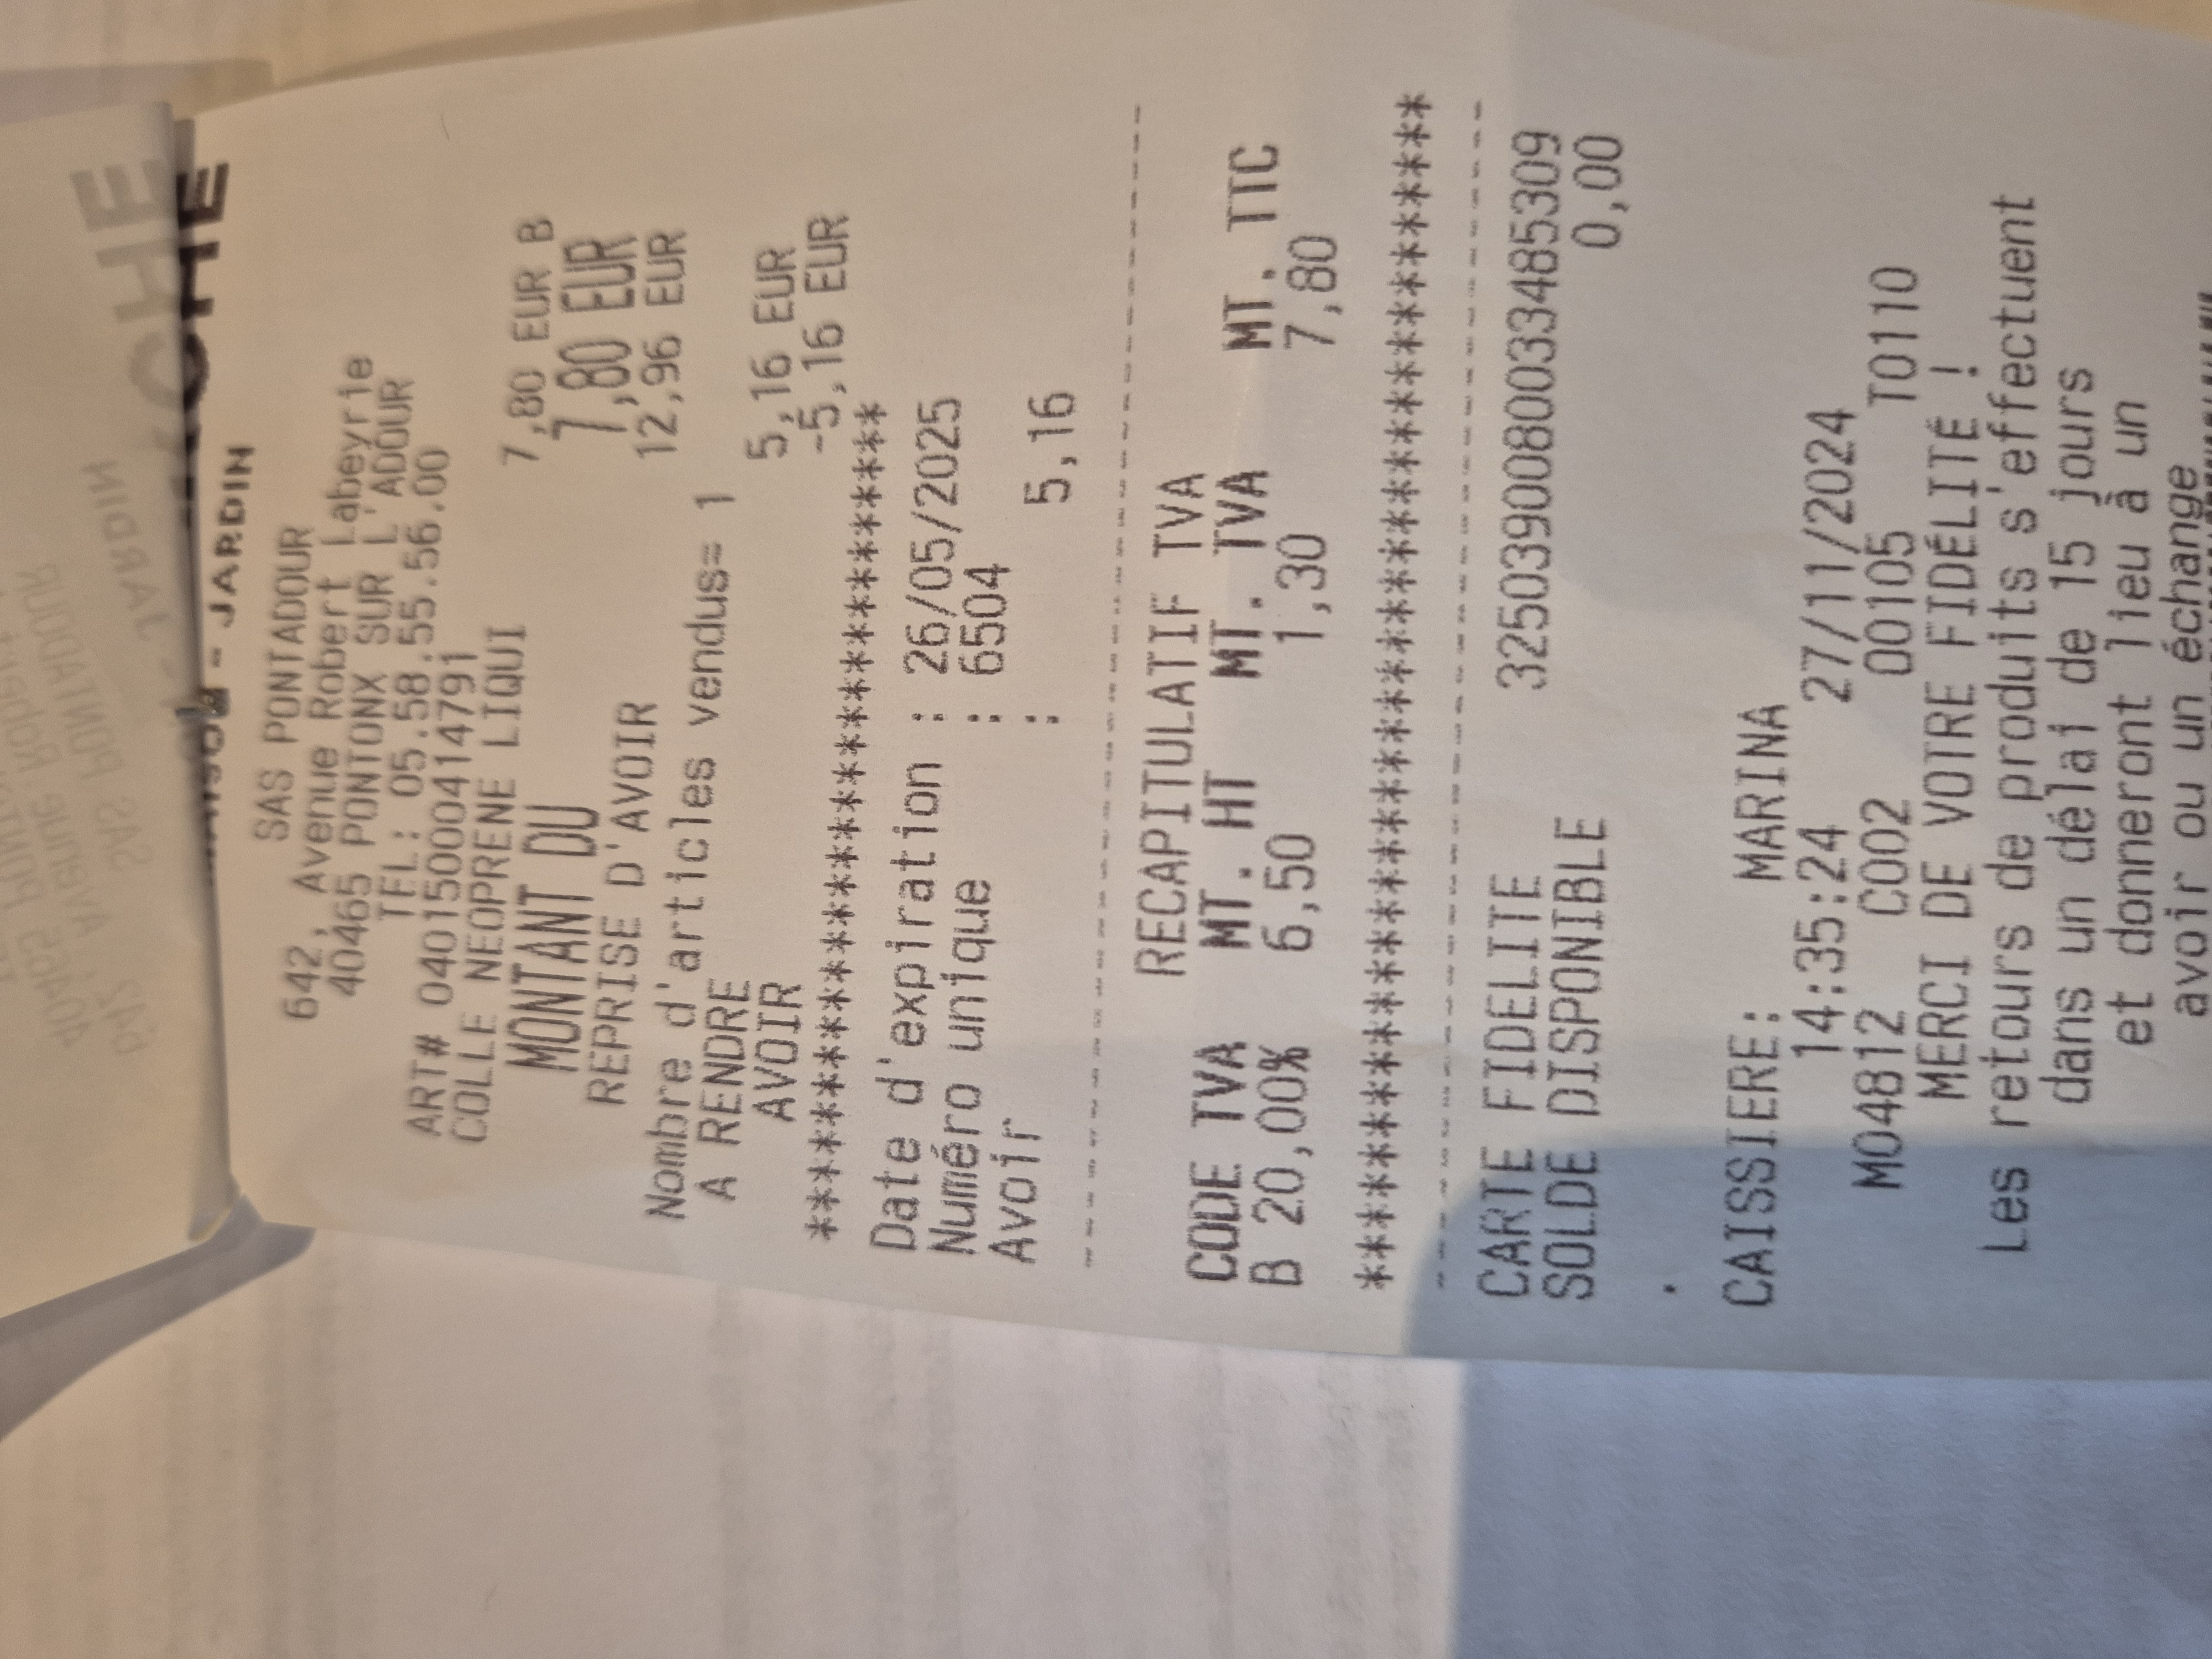 - JARDIN
SAS PONTADOUR
642, Avenue Robert Labeyrie
40465 PONTONX SUR L'ADOUR
TEL: 05.58.55.56.00
ART# 04015000414791
COLLE NEOPRENE LIQUI 7,80 EUR B
MONTANT DU 7,80 EUR
REPRISE D'AVOIR 12,96 EUR
Nombre d'articles vendus= 1
A RENDRE 5,16 EUR
AVOIR -5,16 EUR
Date d'expiration : 26/05/2025
Numéro unique : 6504
Avoir : 5,16
RECAPITULATIF TVA
CODE TVA MT. HT MT. TVA MT. TTC
B 20,00% 6,50 1,30 7,80
CARTE FIDELITE 3250390080033485309
SOLDE DISPONIBLE 0,00
.
CAISSIERE: MARINA
14:35:24 27/11/2024
M04812 C002 00105 T0110
MERCI DE VOTRE FIDÉLITÉ !
Les retours de produits s'effectuent
dans un délai de 15 jours
et donneront lieu à un
avoir ou un échange